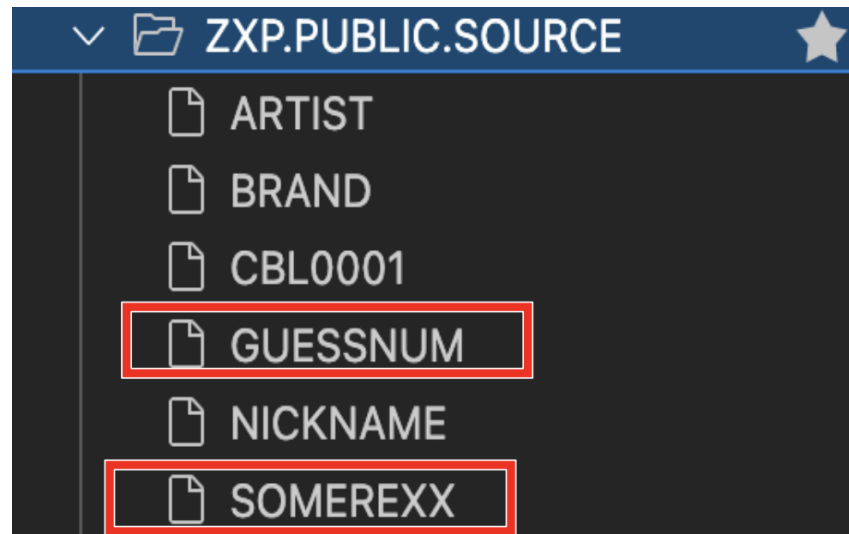 ZXP.PUBLIC.SOURCE
ARTIST
BRAND
CBL0001
GUESSNUM
NICKNAME
SOMEREXX